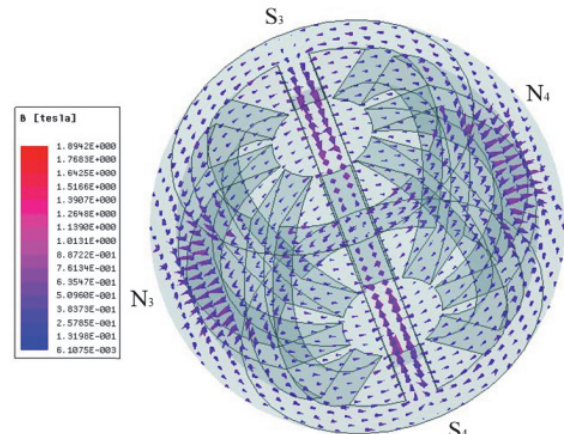 S3
N4
B [tesla]
1.8942E+000
1.7683E+000
1.6425E+000
1.5166E+000
1.3907E+000
1.2648E+000
1.1390E+000
1.0131E+000
8.8722E-001
7.6134E-001
6.3547E-001
5.0960E-001
3.8373E-001
2.5785E-001
1.3198E-001
6.1075E-003
N3
S4